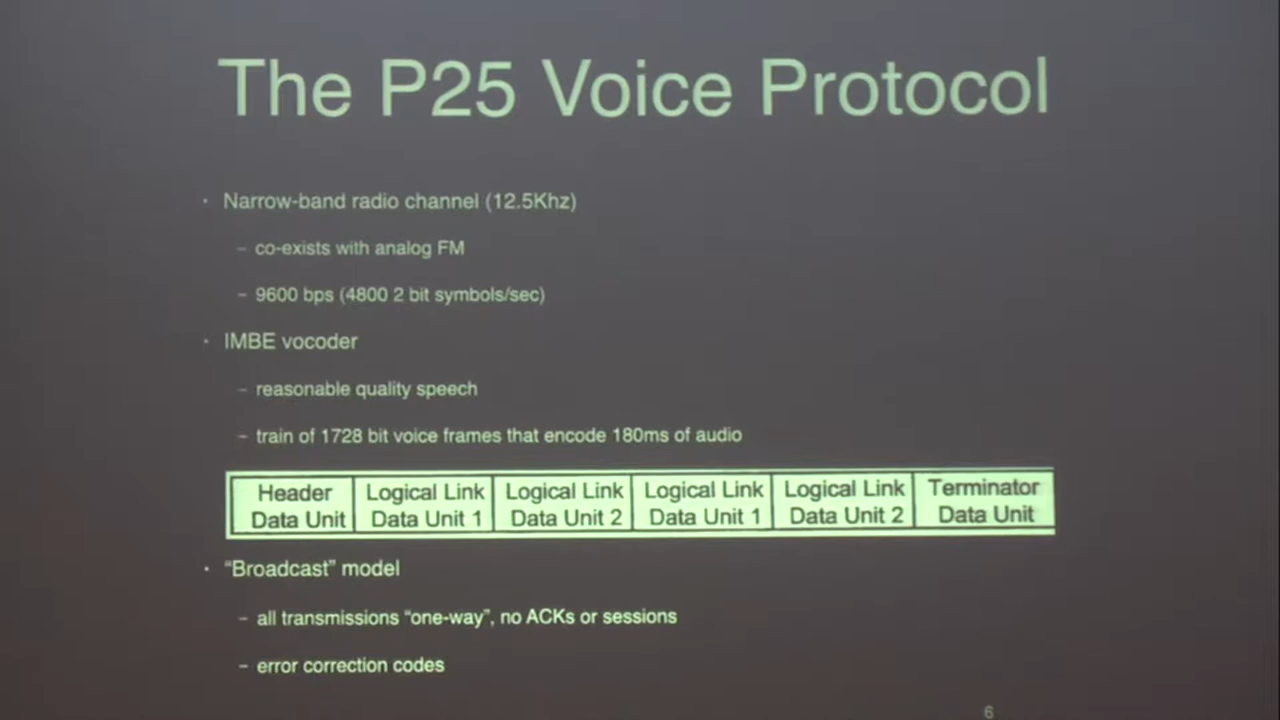 The P25 Voice Protocol
· Narrow-band radio channel (12.5Khz)
– co-exists with analog FM
– 9600 bps (4800 2 bit symbols/sec)
· IMBE vocoder
– reasonable quality speech
– train of 1728 bit voice frames that encode 180ms of audio
Header Data Unit
Logical Link Data Unit 1
Logical Link Data Unit 2
Logical Link Data Unit 1
Logical Link Data Unit 2
Terminator Data Unit
· “Broadcast” model
– all transmissions “one-way”, no ACKs or sessions
– error correction codes
6